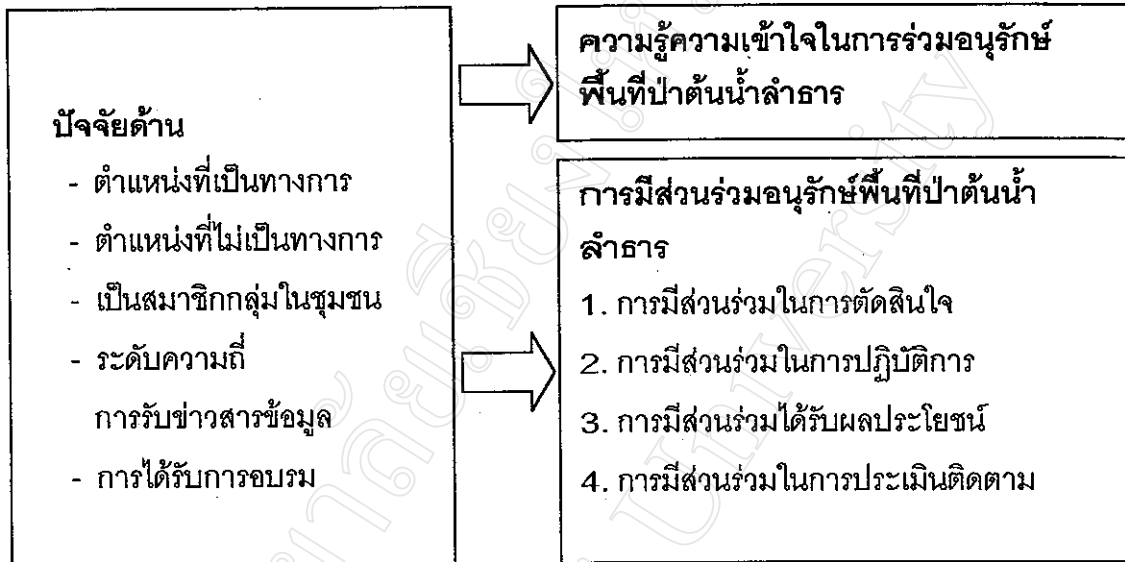 ปัจจัยด้าน
- ตำแหน่งที่เป็นทางการ
- ตำแหน่งที่ไม่เป็นทางการ
- เป็นสมาชิกกลุ่มในชุมชน
- ระดับความถี่
การรับข่าวสารข้อมูล
- การได้รับการอบรม
ความรู้ความเข้าใจในการร่วมอนุรักษ์
พื้นที่ป่าต้นน้ำลำธาร
การมีส่วนร่วมอนุรักษ์พื้นที่ป่าต้นน้ำ
ลำธาร
1. การมีส่วนร่วมในการตัดสินใจ
2. การมีส่วนร่วมในการปฏิบัติการ
3. การมีส่วนร่วมได้รับผลประโยชน์
4. การมีส่วนร่วมในการประเมินติดตาม
University